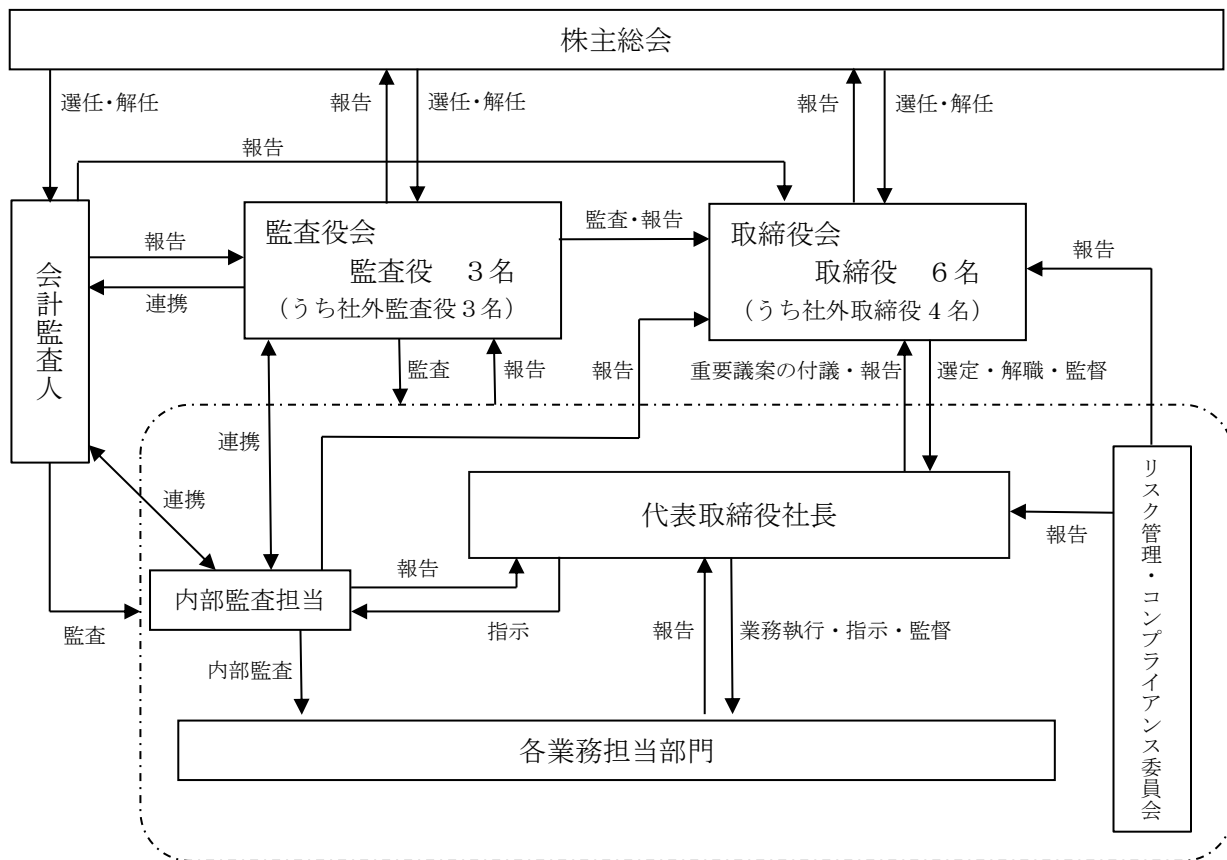 株主総会
選任・解任
報告
選任・解任
報告
選任・解任
報告
会計監査人
報告
連携
監査役会
監査役　３名
（うち社外監査役３名）
監査・報告
取締役会
取締役　６名
（うち社外取締役４名）
報告
監査
報告
報告
重要議案の付議・報告
選定・解職・監督
連携
連携
代表取締役社長
報告
リスク管理・コンプライアンス委員会
監査
内部監査担当
報告
指示
報告
業務執行・指示・監督
内部監査
各業務担当部門